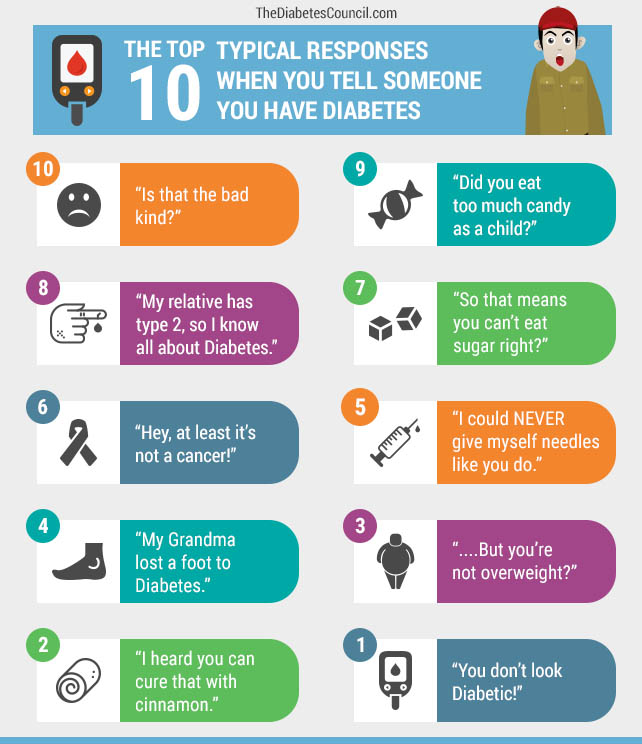 TheDiabetesCouncil.com
THE TOP
10
TYPICAL RESPONSES
WHEN YOU TELL SOMEONE
YOU HAVE DIABETES
10
“Is that the bad
kind?”
9
“Did you eat
too much candy
as a child?”
8
“My relative has
type 2, so I know
all about Diabetes.”
7
“So that means
you can’t eat
sugar right?”
6
“Hey, at least it’s
not a cancer!”
5
“I could NEVER
give myself needles
like you do.”
4
“My Grandma
lost a foot to
Diabetes.”
3
“....But you’re
not overweight?”
2
“I heard you can
cure that with
cinnamon.”
1
“You don’t look
Diabetic!”